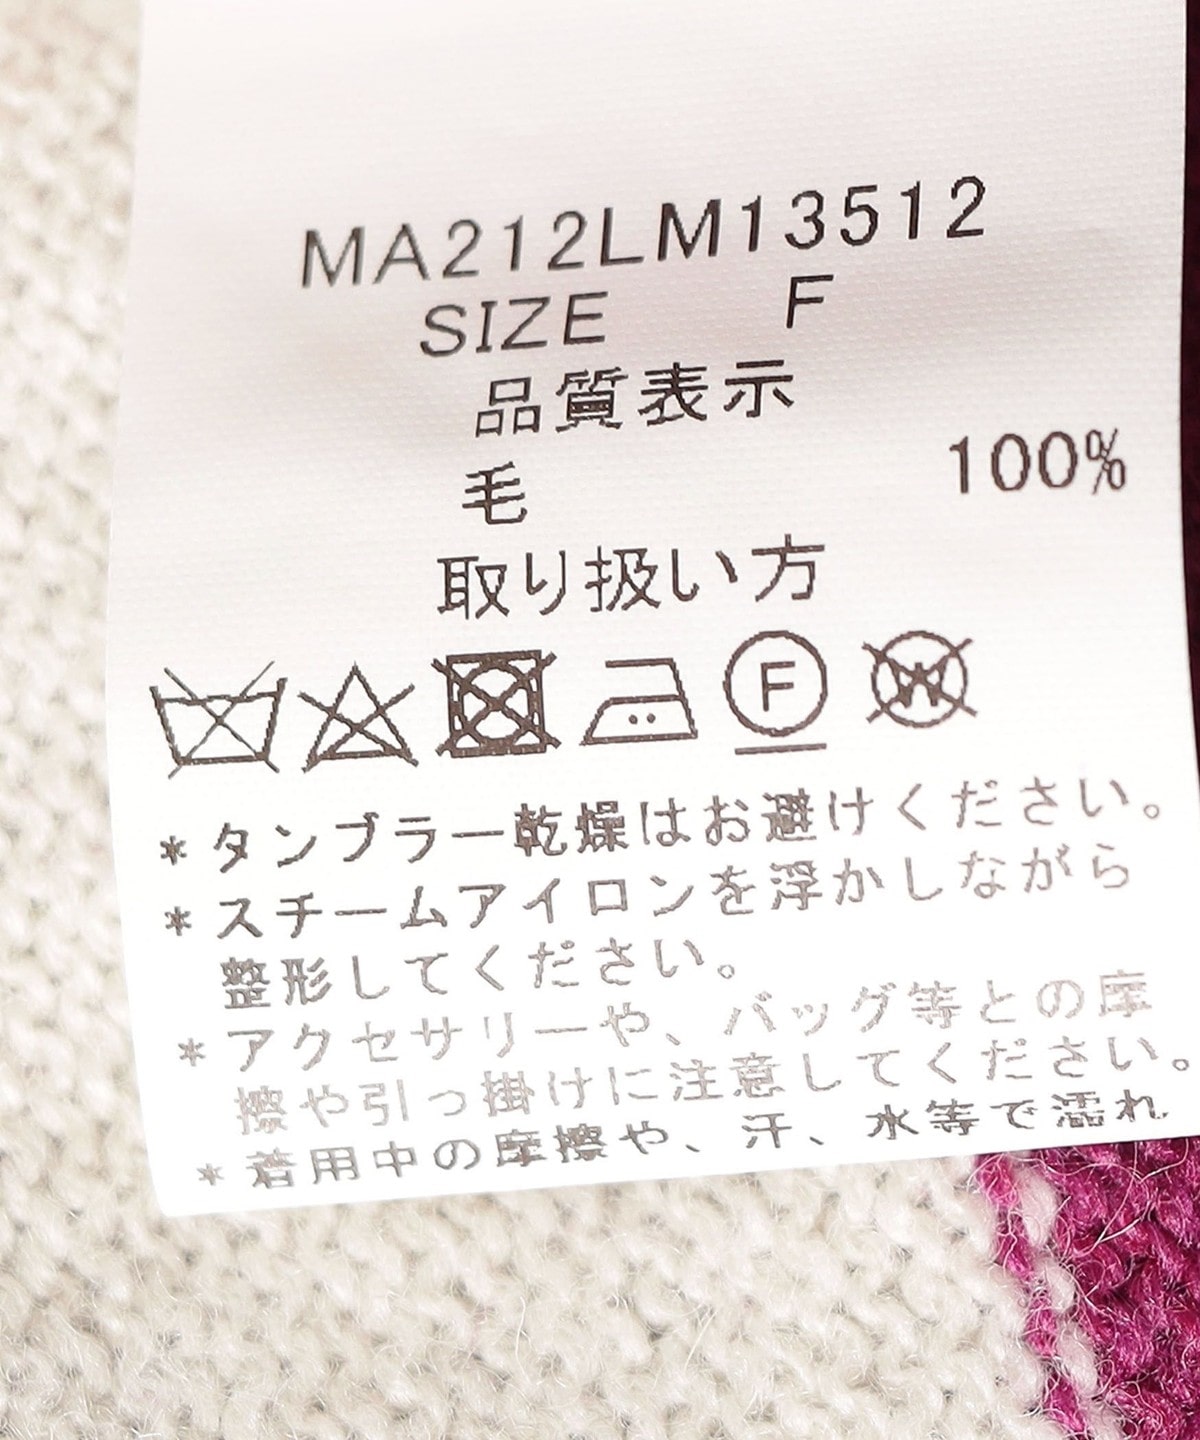 MA212LM13512
SIZE F
品質表示
毛 100%
取り扱い方
F W
*タンブラー乾燥はお避けください。
*スチームアイロンを浮かしながら
整形してください。
*アクセサリーや、バッグ等との摩
擦や引っ掛けに注意してください。
*着用中の摩擦や、汗、水等で濡れ